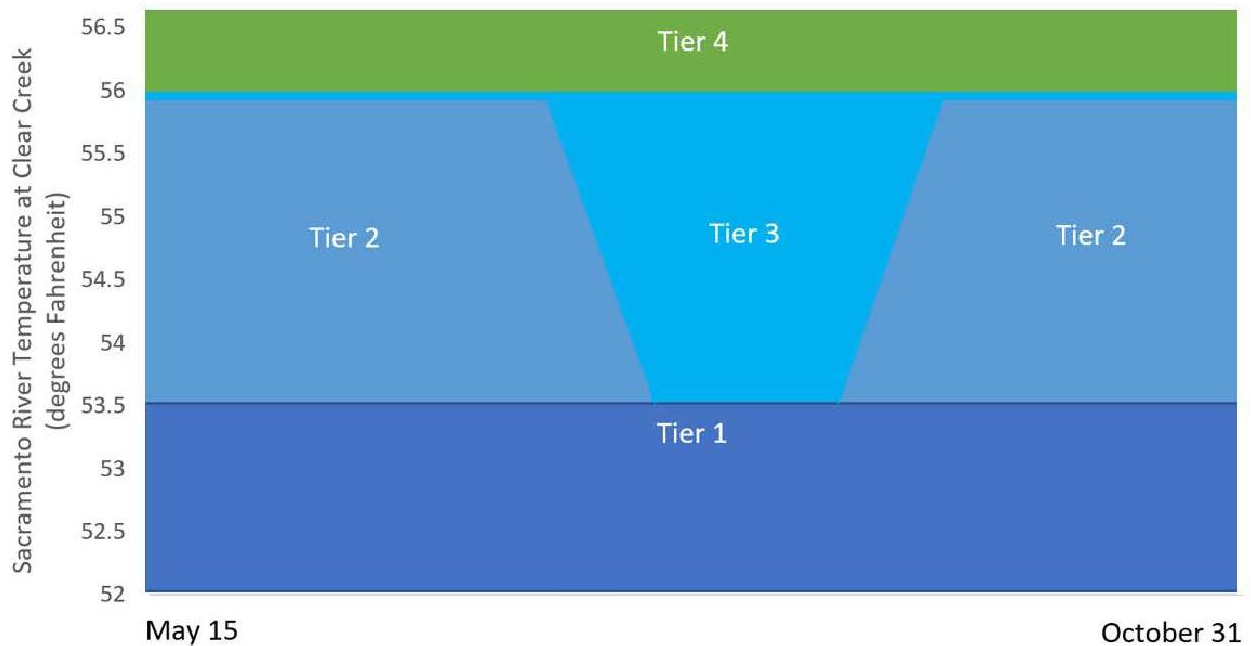 Sacramento River Temperature at Clear Creek
(degrees Fahrenheit)
56.5
56
55.5
55
54.5
54
53.5
53
52.5
52
Tier 4
Tier 2
Tier 3
Tier 2
Tier 1
May 15
October 31